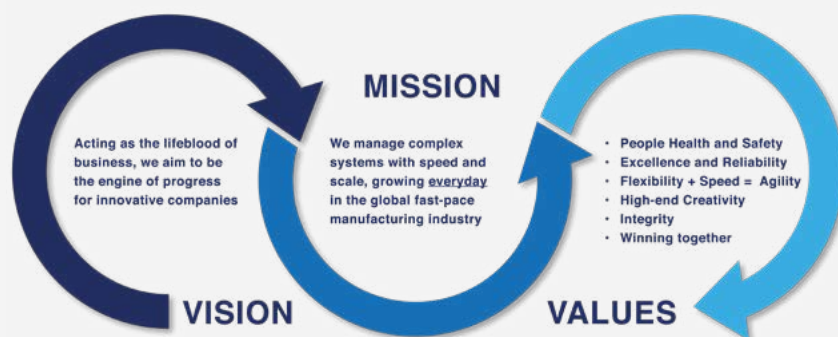 Acting as the lifeblood of
business, we aim to be
the engine of progress
for innovative companies
VISION
MISSION
We manage complex
systems with speed and
scale, growing everyday
in the global fast-pace
manufacturing industry
• People Health and Safety
• Excellence and Reliability
• Flexibility + Speed = Agility
• High-end Creativity
• Integrity
• Winning together
VALUES